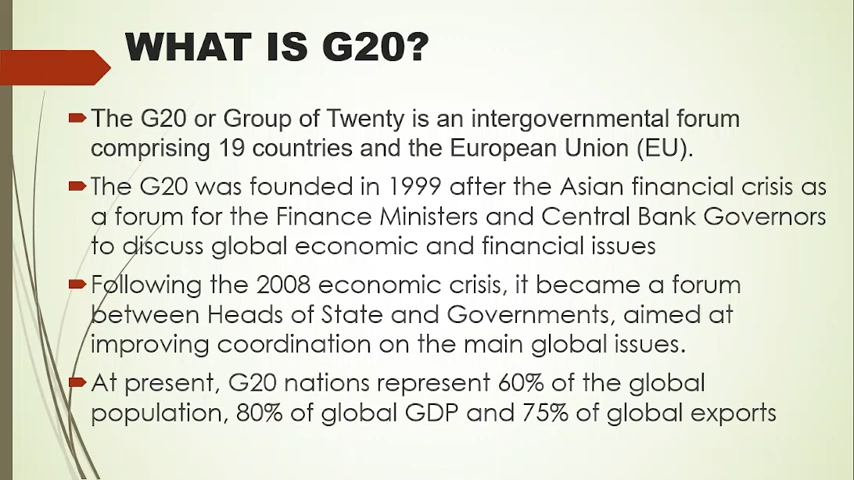 WHAT IS G20?
The G20 or Group of Twenty is an intergovernmental forum
comprising 19 countries and the European Union (EU).
The G20 was founded in 1999 after the Asian financial crisis as
a forum for the Finance Ministers and Central Bank Governors
to discuss global economic and financial issues
Following the 2008 economic crisis, it became a forum
between Heads of State and Governments, aimed at
improving coordination on the main global issues.
At present, G20 nations represent 60% of the global
population, 80% of global GDP and 75% of global exports